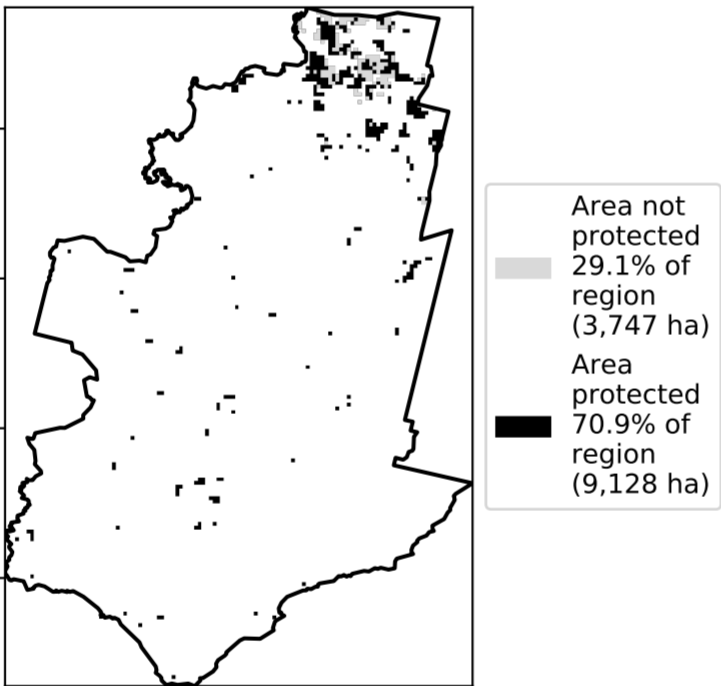 Area not
protected
29.1% of
region
(3,747 ha)
Area
protected
70.9% of
region
(9,128 ha)